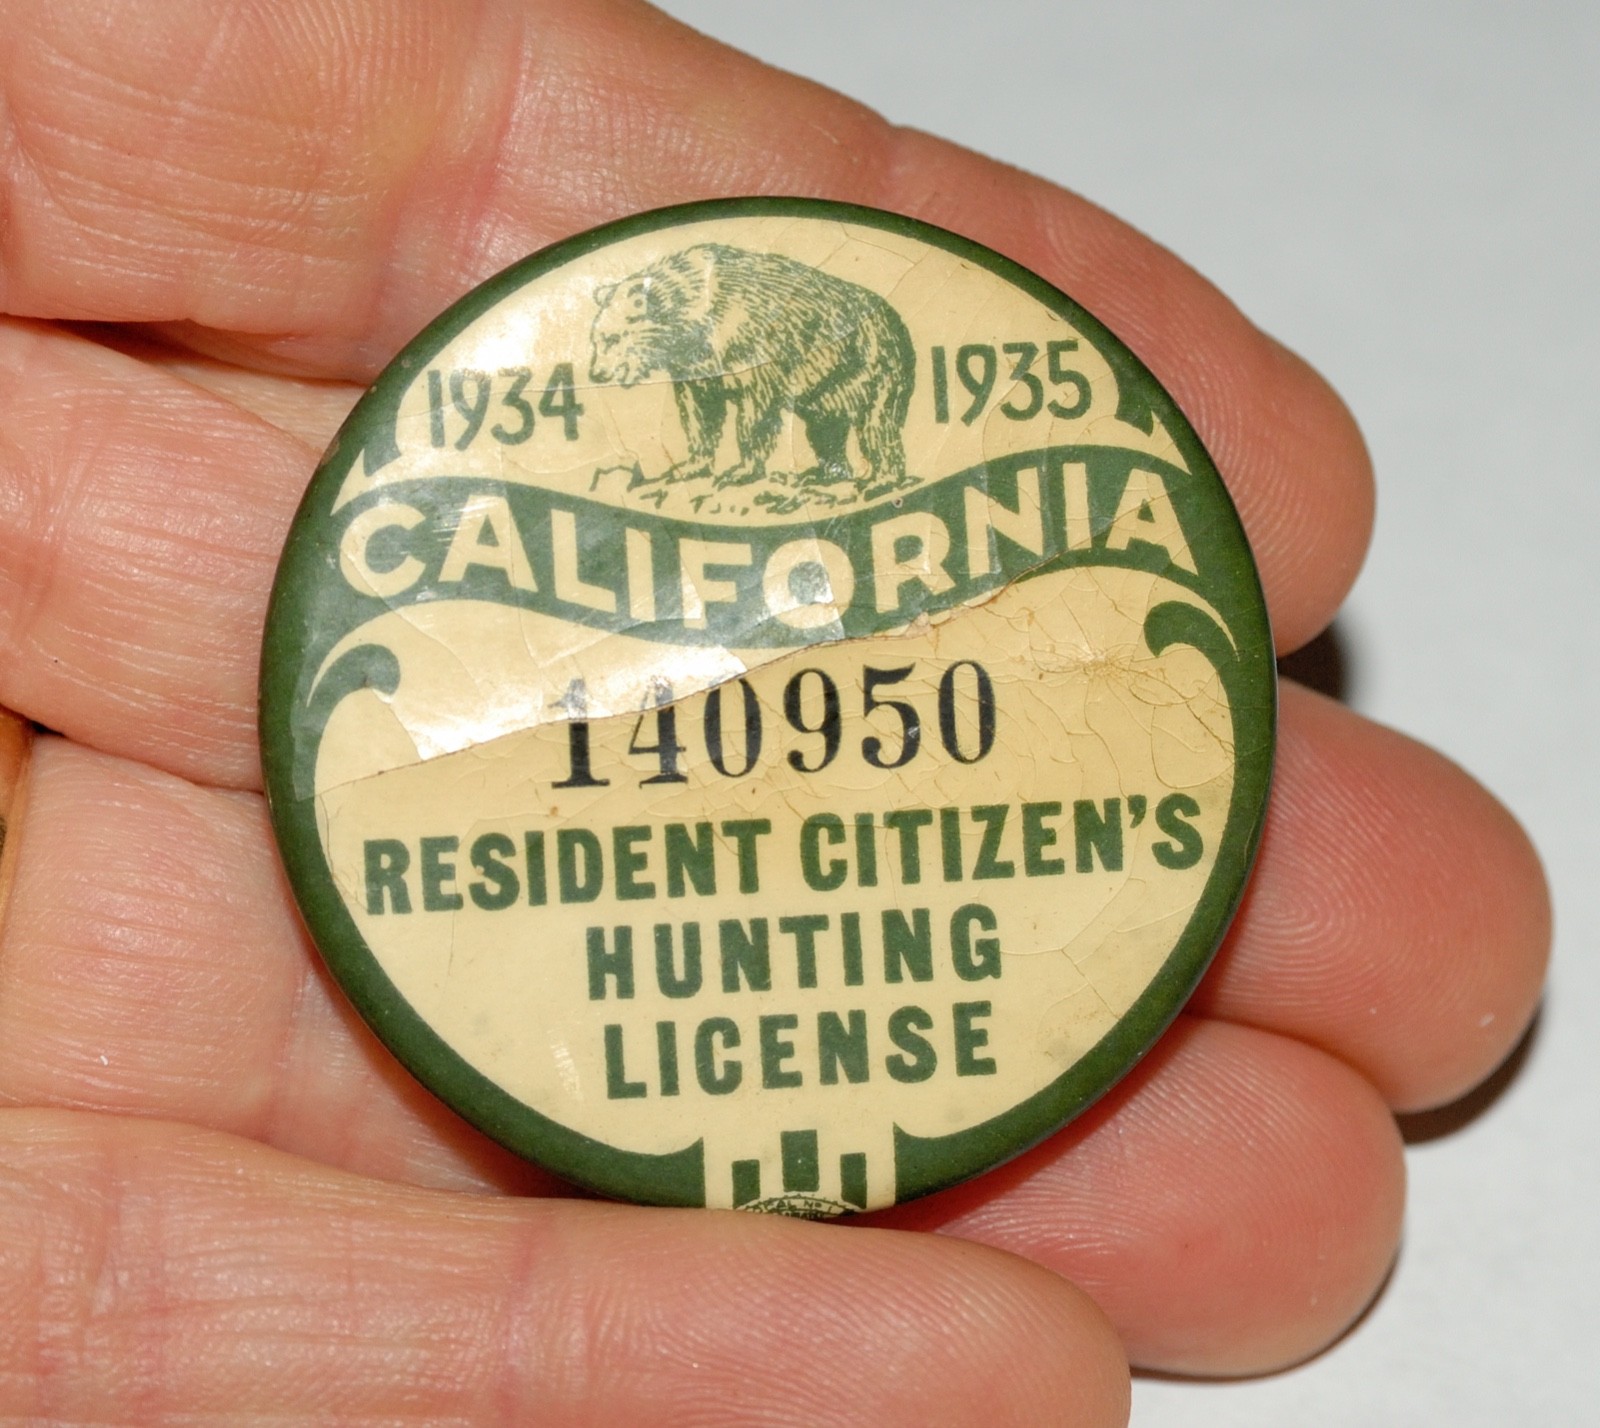 1934 1935
CALIFORNIA
140950
RESIDENT CITIZEN'S
HUNTING
LICENSE